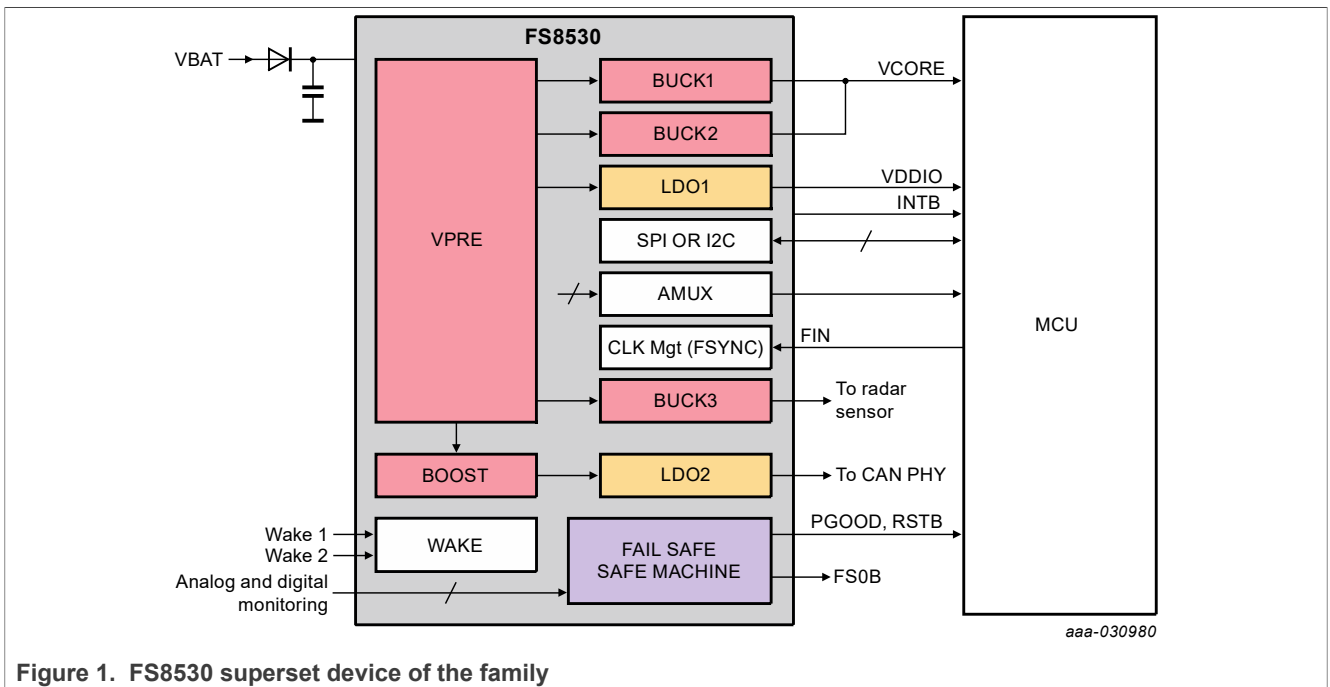 FS8530
VBAT
VPRE
BUCK1
VCORE
BUCK2
LDO1
VDDIO
INTB
SPI OR I2C
AMUX
MCU
CLK Mgt (FSYNC)
FIN
BUCK3
To radar
sensor
BOOST
LDO2
To CAN PHY
Wake 1
Wake 2
WAKE
Analog and digital
monitoring
FAIL SAFE
SAFE MACHINE
PGOOD, RSTB
FS0B
aaa-030980
Figure 1. FS8530 superset device of the family